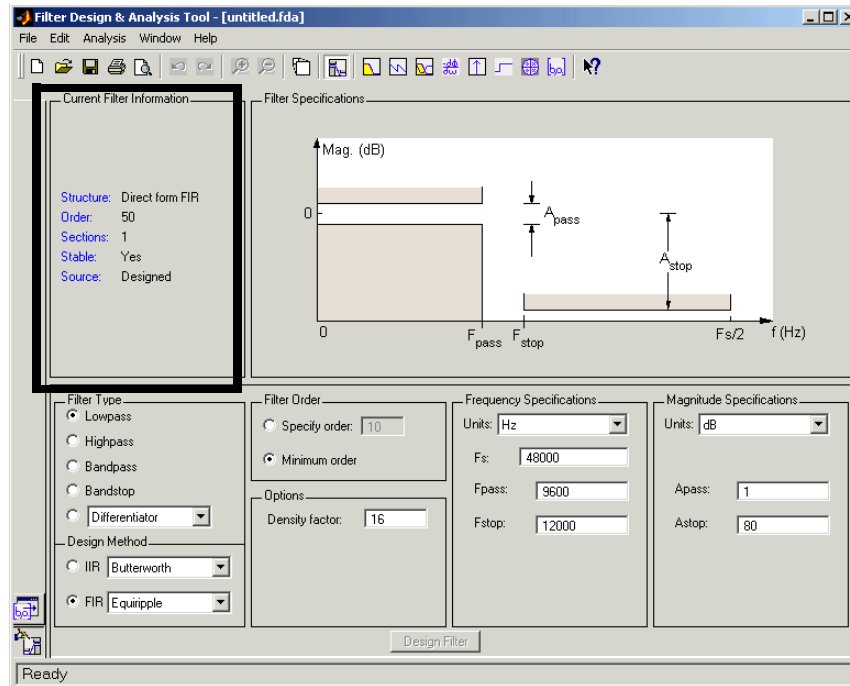 Filter Design & Analysis Tool - [untitled.fda]
File Edit Analysis Window Help
Current Filter Information
Structure: Direct form FIR
Order: 50
Sections: 1
Stable: Yes
Source: Designed
Filter Specifications
Mag. (dB)
0
Apass
Astop
0
Fpass
Fstop
Fs/2
f (Hz)
Filter Type
Lowpass
Highpass
Bandpass
Bandstop
Differentiator
Design Method
IIR Butterworth
FIR Equiripple
Filter Order
Specify order: 10
Minimum order
Options
Density factor: 16
Frequency Specifications
Units: Hz
Fs: 48000
Fpass: 9600
Fstop: 12000
Magnitude Specifications
Units: dB
Apass: 1
Astop: 80
Design Filter
Ready